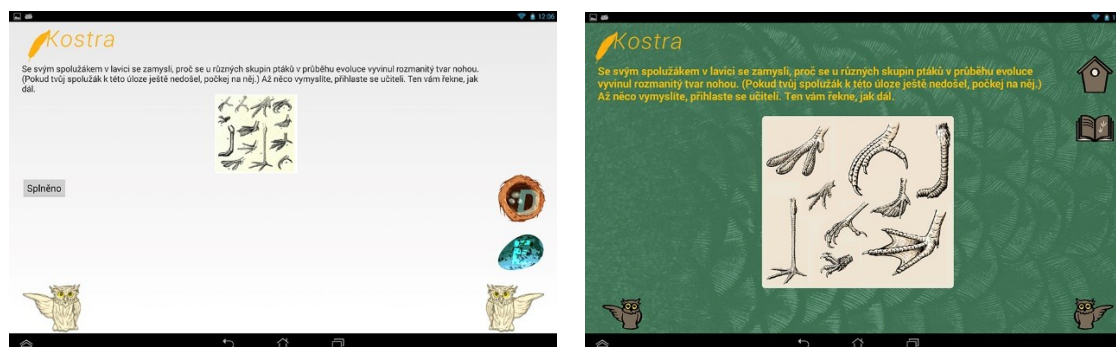 12:06
Kostra
Se svým spolužákem v lavici se zamysli, proč se u různých skupin ptáků v průběhu evoluce vyvinul rozmanitý tvar nohou.
(Pokud tvůj spolužák k této úloze ještě nedošel, počkej na něj.) Až něco vymyslíte, přihlaste se učiteli. Ten vám řekne, jak
dál.
Splněno
D
Kostra
Se svým spolužákem v lavici se zamysli, proč se u různých skupin ptáků v průběhu evoluce
vyvinul rozmanitý tvar nohou. (Pokud tvůj spolužák k této úloze ještě nedošel, počkej na něj.)
Až něco vymyslíte, přihlaste se učiteli. Ten vám řekne, jak dál.